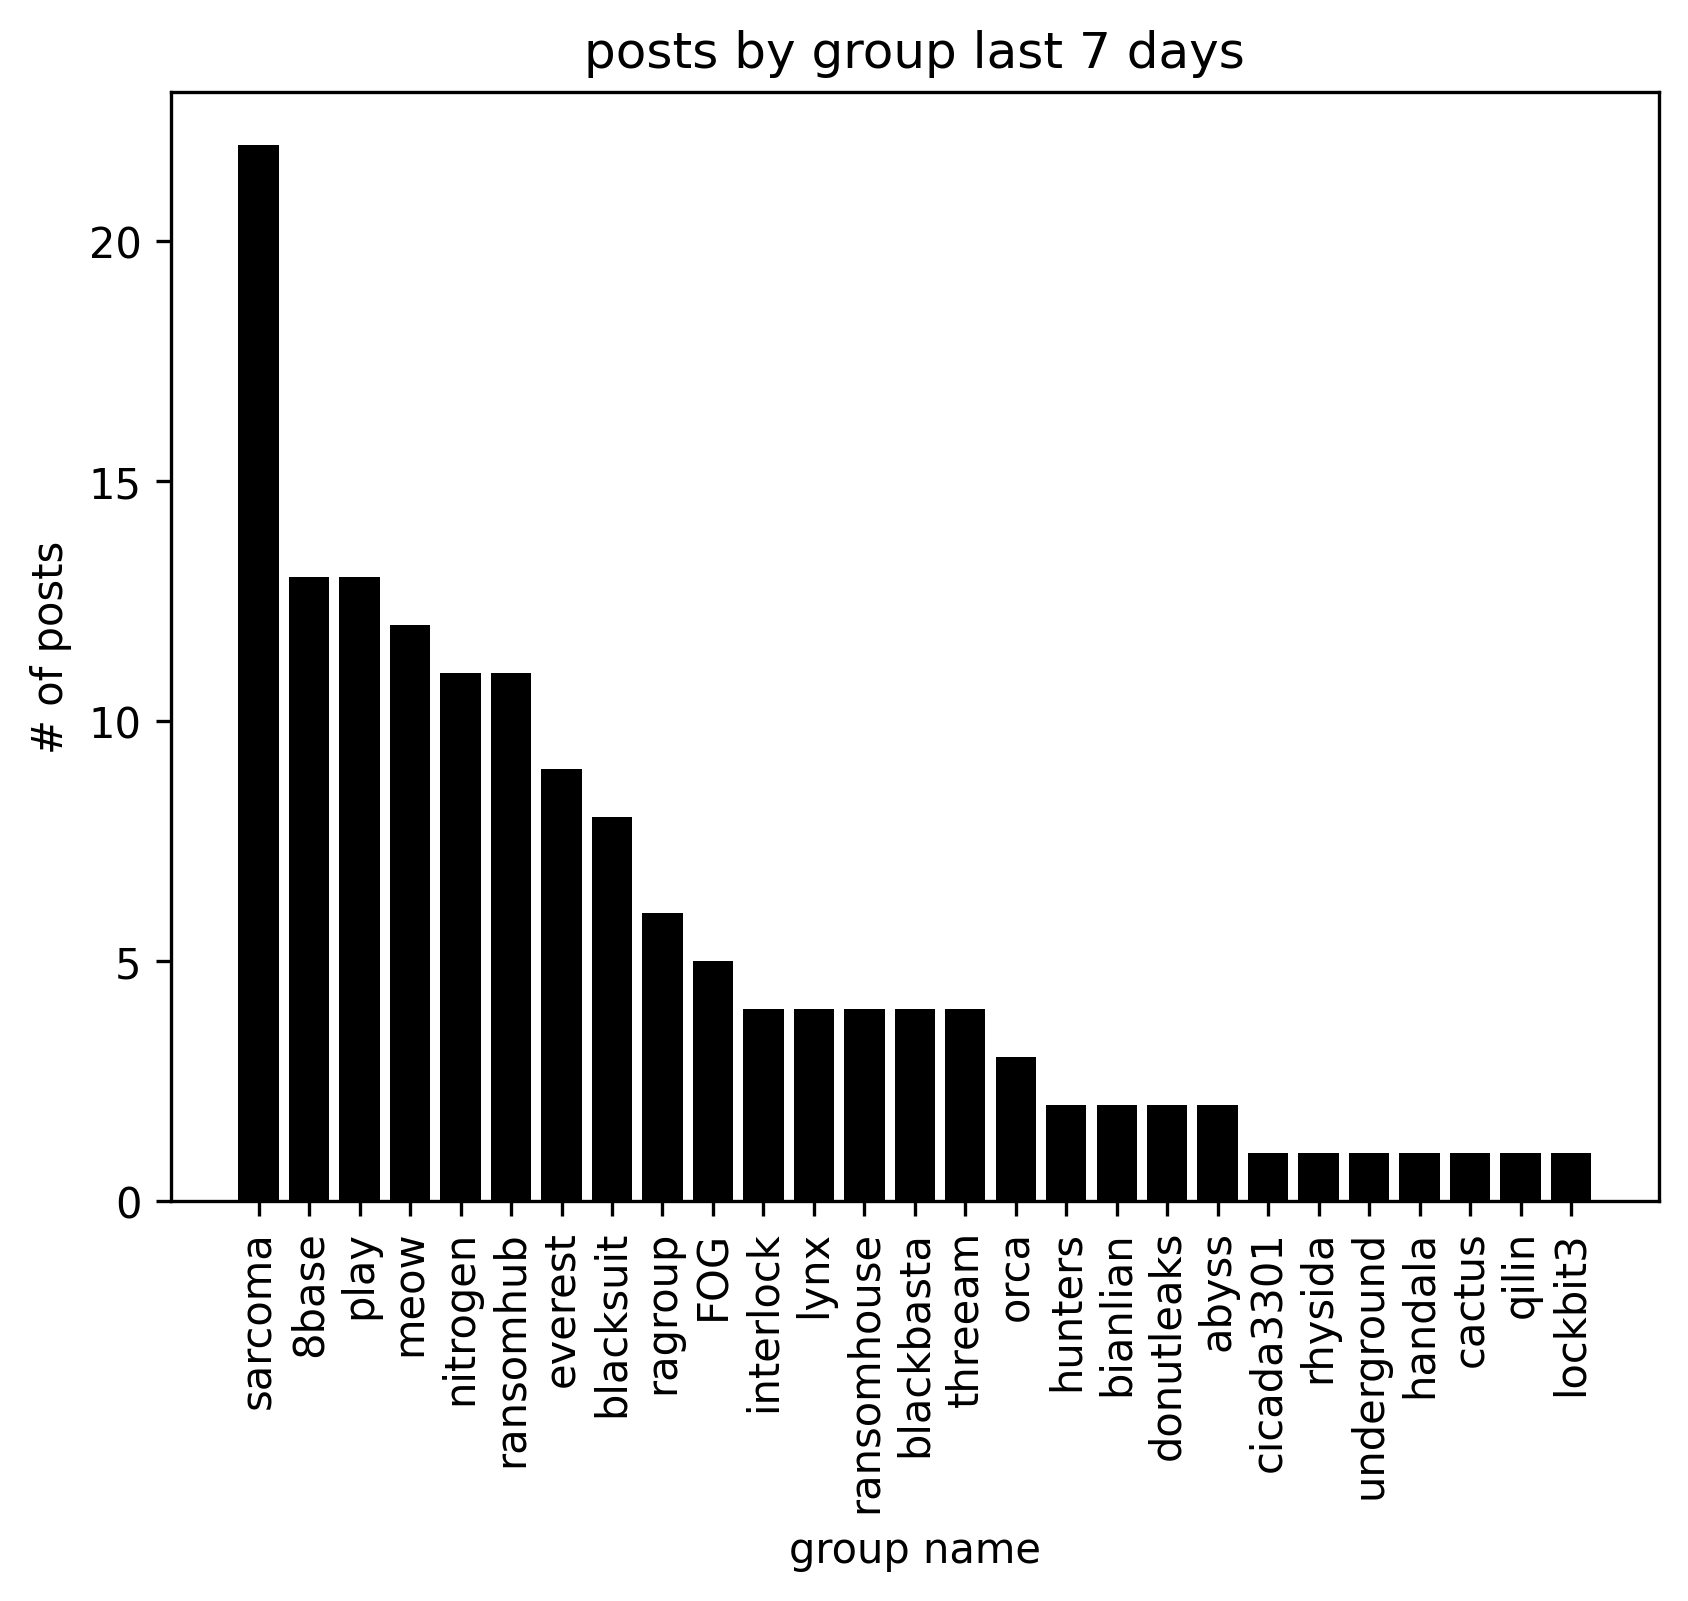 posts by group last 7 days
# of posts
20
15
10
5
0
sarcoma
8base
play
meow
nitrogen
ransomhub
everest
blacksuit
ragroup
FOG
interlock
lynx
ransomhouse
blackbasta
threeam
orca
hunters
bianlian
donutleaks
abyss
cicada3301
rhysida
underground
handala
cactus
qilin
lockbit3
group name